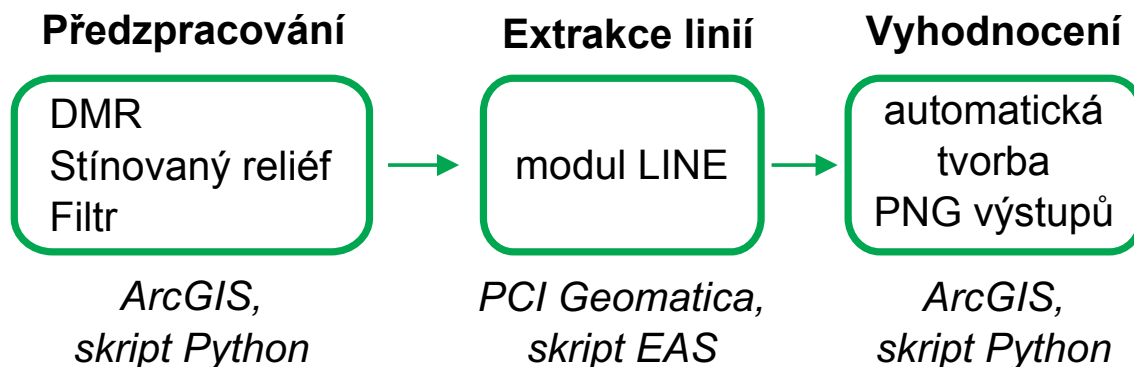 Předzpracování
DMR
Stínovaný reliéf
Filtr
ArcGIS,
skript Python
Extrakce linií
modul LINE
PCI Geomatica,
skript EAS
Vyhodnocení
automatická
tvorba
PNG výstupů
ArcGIS,
skript Python